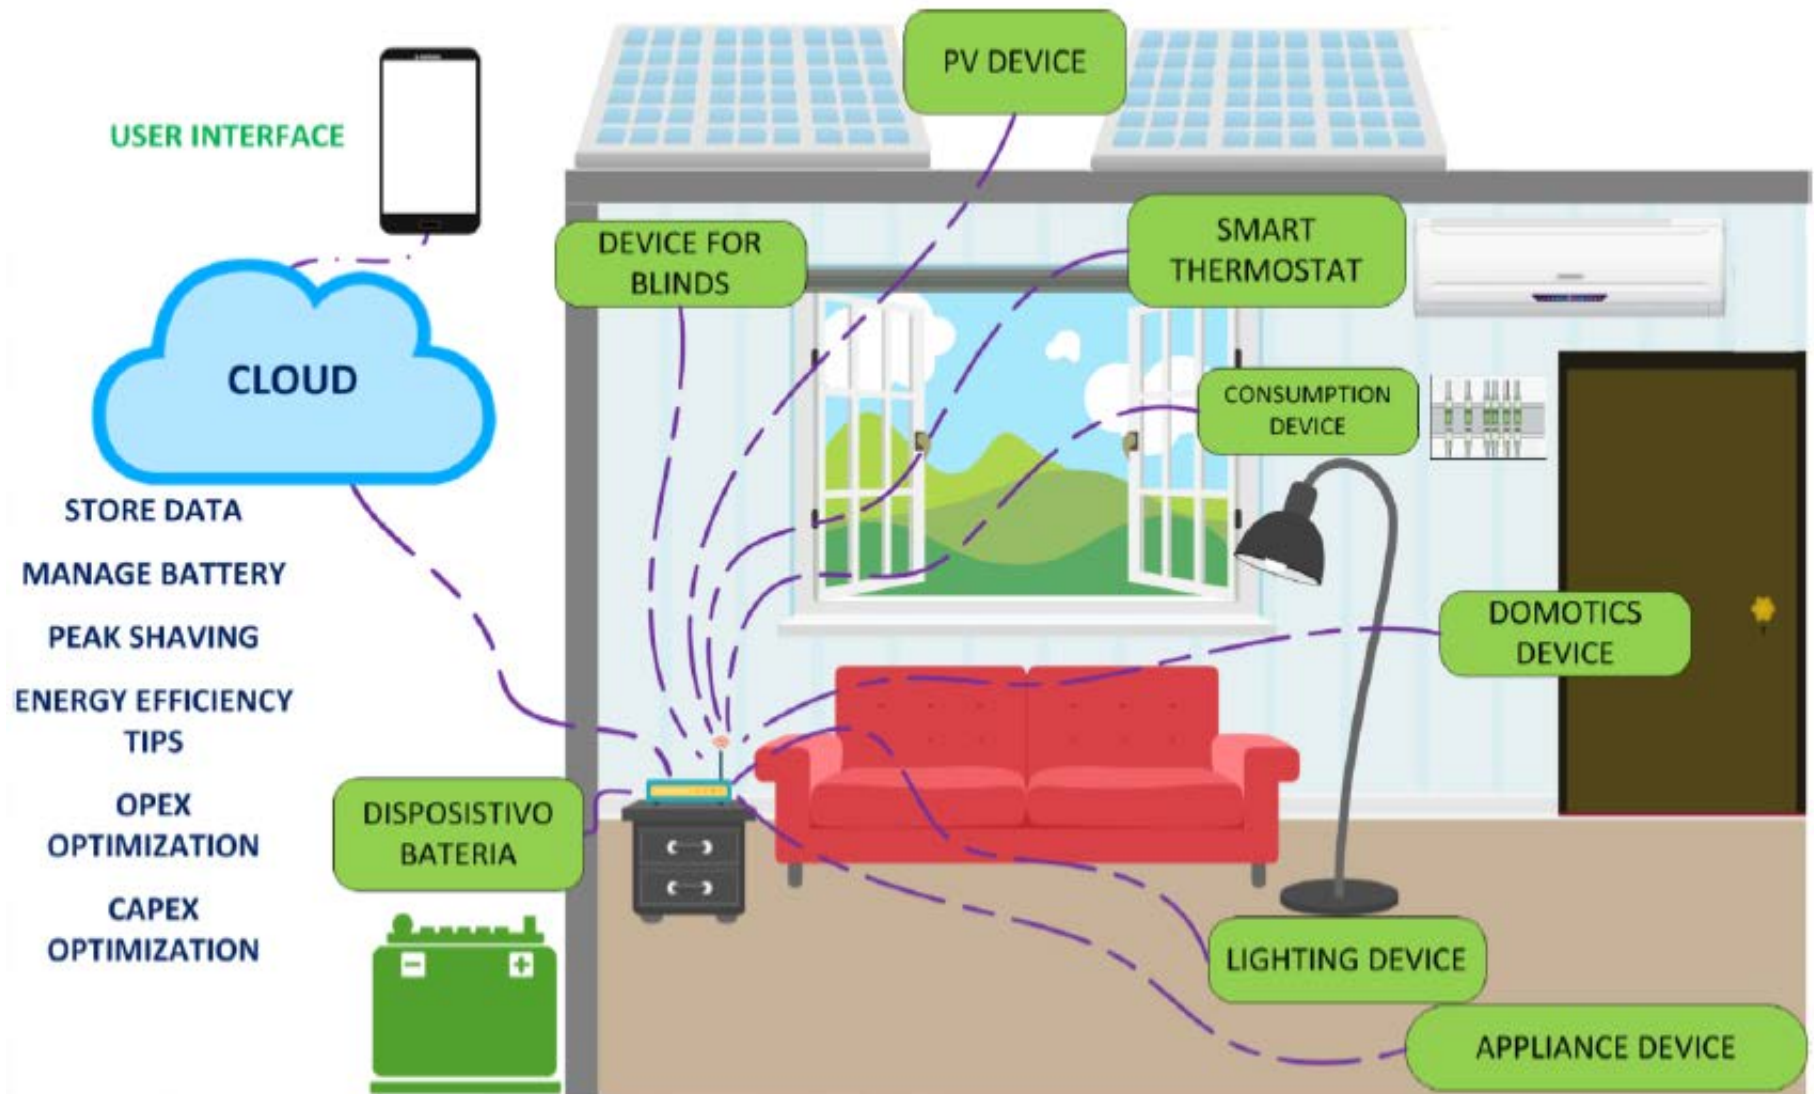 PV DEVICE
USER INTERFACE
DEVICE FOR
BLINDS
SMART
THERMOSTAT
CLOUD
CONSUMPTION
DEVICE
STORE DATA
MANAGE BATTERY
PEAK SHAVING
ENERGY EFFICIENCY
TIPS
OPEX
OPTIMIZATION
CAPEX
OPTIMIZATION
DOMOTICS
DEVICE
DISPOSISTIVO
BATERIA
LIGHTING DEVICE
APPLIANCE DEVICE